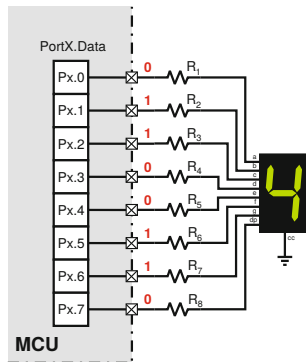 PortX.Data
Px.0 0 R1
Px.1 1 R2
Px.2 1 R3
Px.3 0 R4
Px.4 0 R5
Px.5 1 R6
Px.6 1 R7
Px.7 0 R8
a
b
c
d
e
f
g
dp
4
cc
MCU